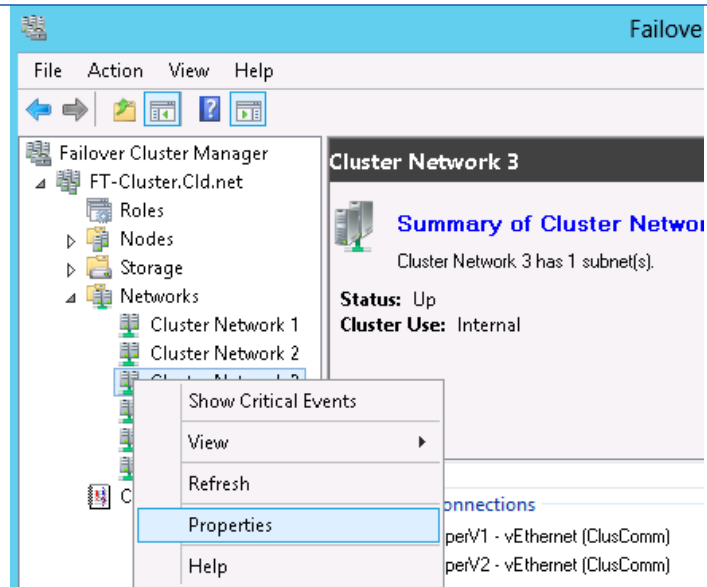 Failove
File Action View Help
Failover Cluster Manager
FT-Cluster.Cld.net
Roles
Nodes
Storage
Networks
Cluster Network 1
Cluster Network 2
C
Show Critical Events
View
Refresh
Properties
Help
Cluster Network 3
Summary of Cluster Networ
Cluster Network 3 has 1 subnet(s).
Status: Up
Cluster Use: Internal
onnections
perV1 - vEthernet (ClusComm)
perV2 - vEthernet (ClusComm)